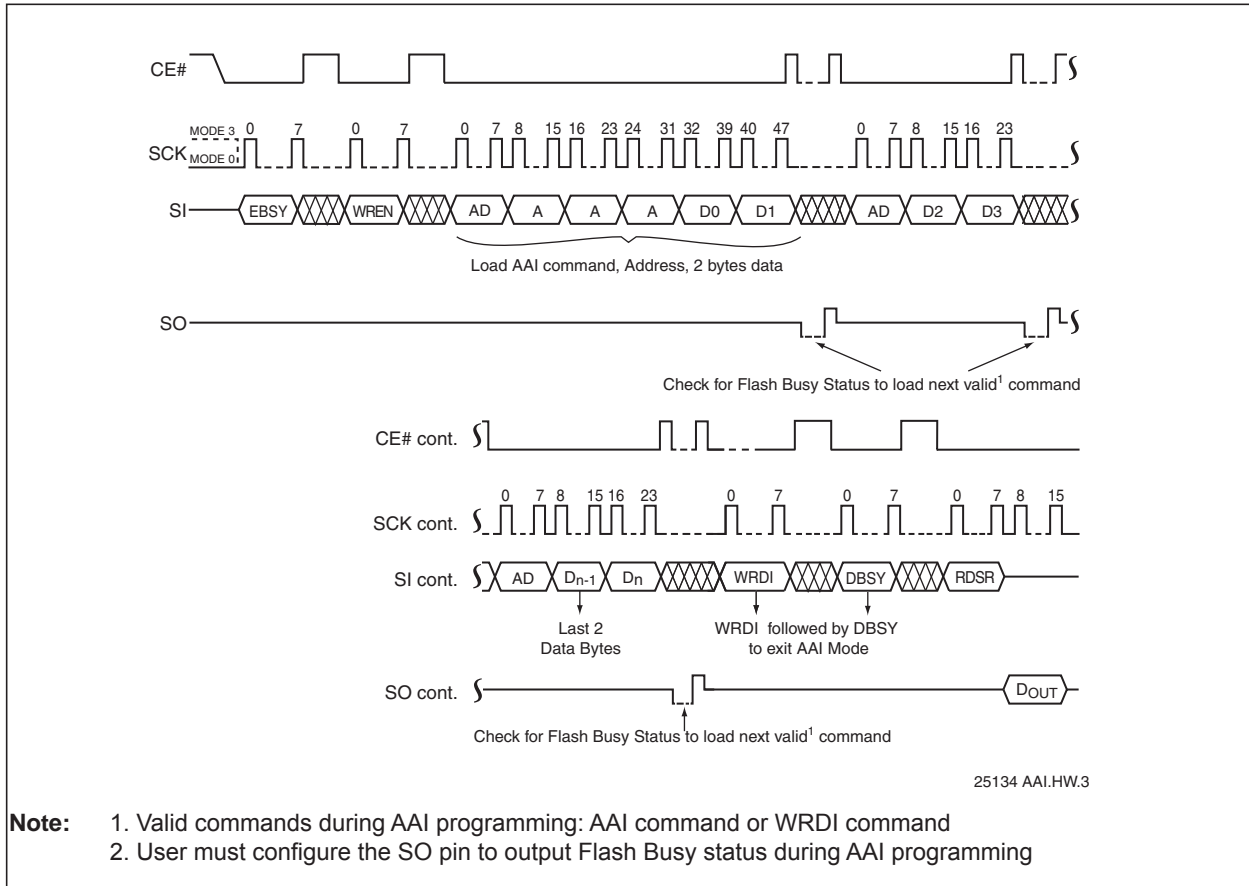 CE#
MODE 3
0 7 0 7 0 7 8 15 16 23 24 31 32 39 40 47 0 7 8 15 16 23
SCK
MODE 0
SI EBSY WREN AD A A A D0 D1 AD D2 D3
Load AAI command, Address, 2 bytes data
SO
Check for Flash Busy Status to load next valid1 command
CE# cont.
0 7 8 15 16 23 0 7 0 7 0 7 8 15
SCK cont.
SI cont. AD Dn-1 Dn WRDI DBSY RDSR
Last 2 WRDI followed by DBSY
Data Bytes to exit AAI Mode
SO cont. DOUT
Check for Flash Busy Status to load next valid1 command
25134 AAI.HW.3
Note: 1. Valid commands during AAI programming: AAI command or WRDI command
2. User must configure the SO pin to output Flash Busy status during AAI programming